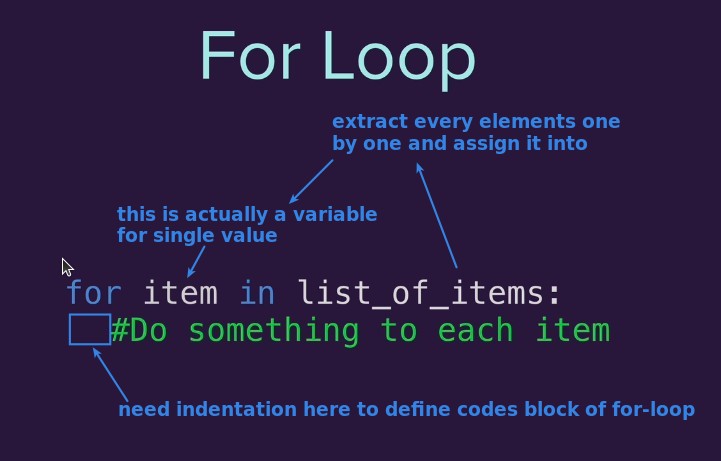 For Loop
extract every elements one
by one and assign it into
this is actually a variable
for single value
for item in list_of_items:
#Do something to each item
need indentation here to define codes block of for-loop